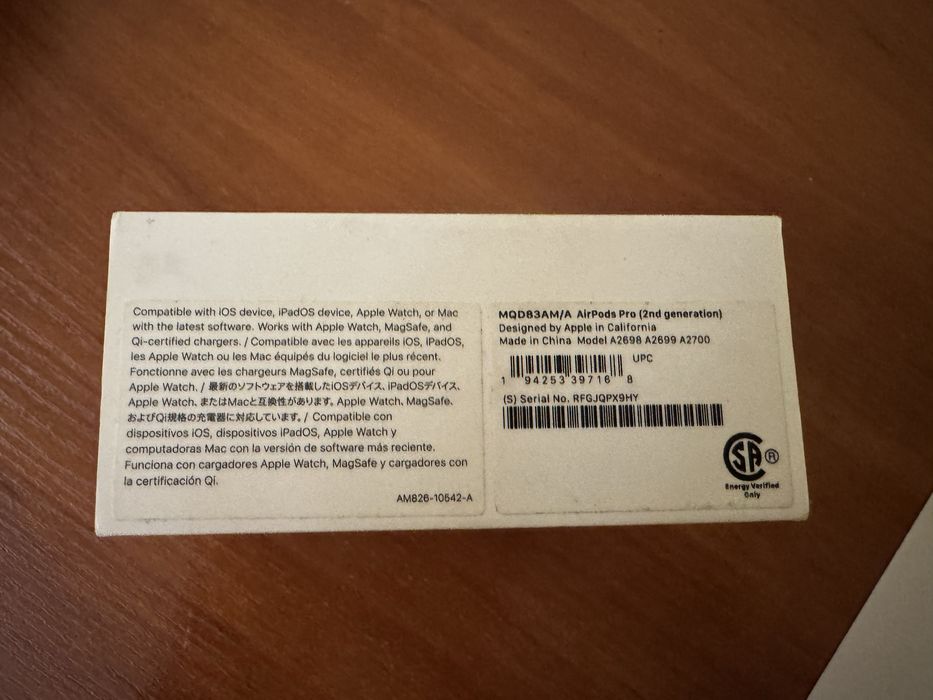 Compatible with iOS device, iPadOS device, Apple Watch, or Mac
with the latest software. Works with Apple Watch, MagSafe, and
Qi-certified chargers. / Compatible avec les appareils iOS, iPadOS,
les Apple Watch ou les Mac équipés du logiciel le plus récent.
Fonctionne avec les chargeurs MagSafe, certifiés Qi ou pour
Apple Watch. / 最新のソフトウェアを搭載したiOSデバイス、iPadOSデバイス、
Apple Watch、またはMacと互換性があります。Apple Watch、MagSafe、
およびQi規格の充電器に対応しています。 / Compatible con
dispositivos iOS, dispositivos iPadOS, Apple Watch y
computadoras Mac con la versión de software más reciente.
Funciona con cargadores Apple Watch, MagSafe y cargadores con
la certificación Qi.
AM826-10542-A
MQD83AM/A AirPods Pro (2nd generation)
Designed by Apple in California
Made in China Model A2698 A2699 A2700
UPC
1 94253 39716 8
(S) Serial No. RFGJQPX9HY
SA ®
Energy Verified
Only